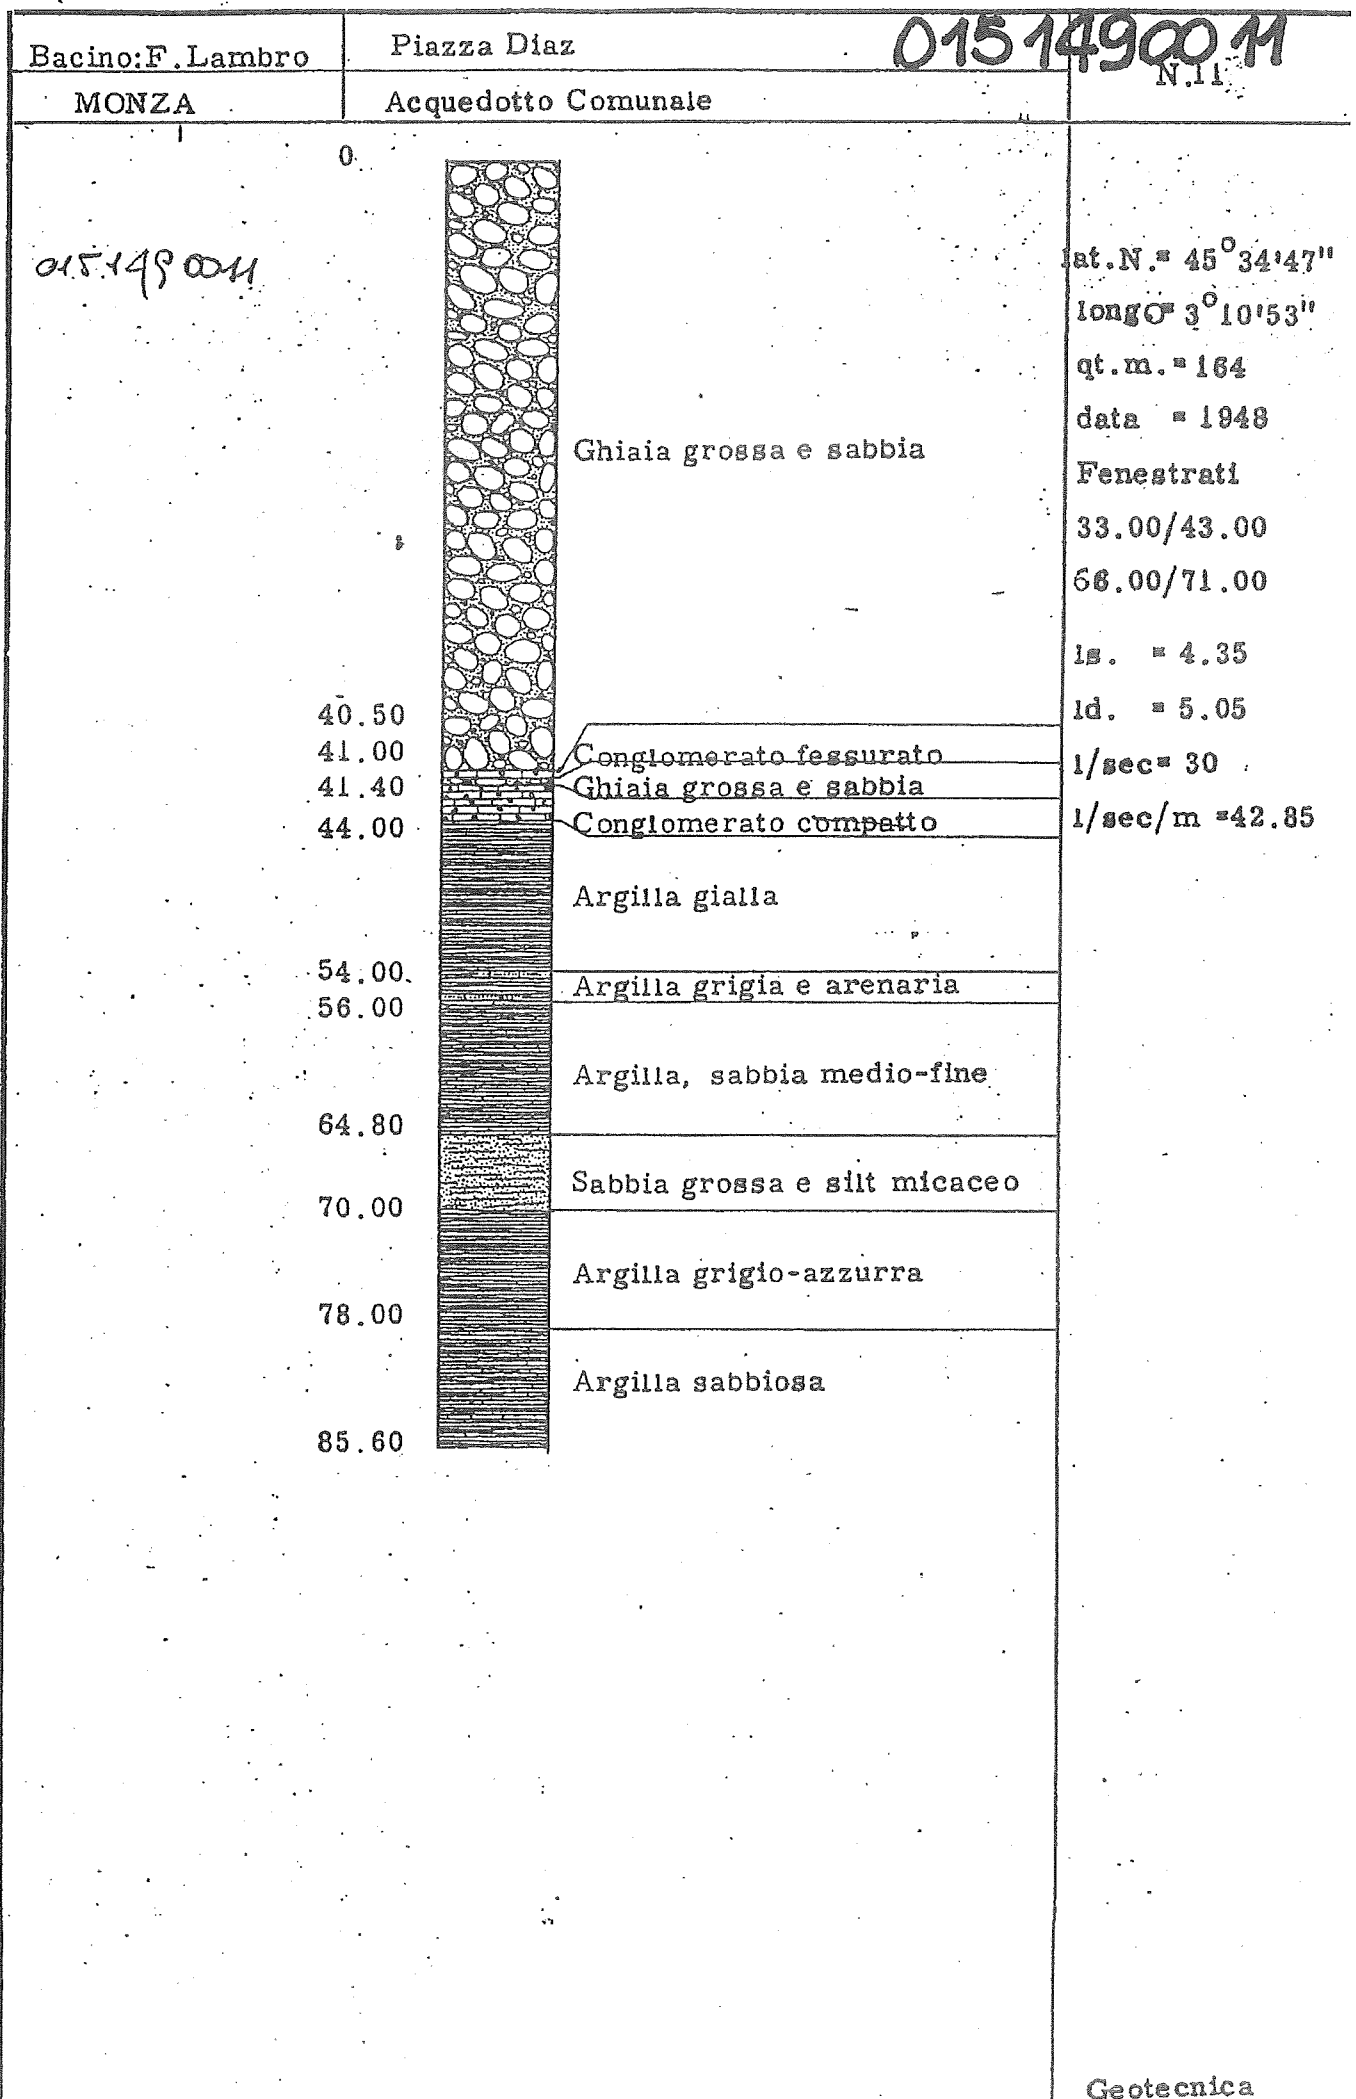 Bacino:F.Lambro
Piazza Diaz
0151490011
N.11
MONZA
Acquedotto Comunale
0
015.149 0011
lat.N.= 45°34'47"
longO= 3°10'53"
qt.m.= 164
data = 1948
Fenestrati
33.00/43.00
66.00/71.00
ls. = 4.35
ld. = 5.05
l/sec= 30
l/sec/m =42.85
Ghiaia grossa e sabbia
40.50
Conglomerato fessurato
41.00
Ghiaia grossa e sabbia
41.40
Conglomerato compatto
44.00
Argilla gialla
54.00
Argilla grigia e arenaria
56.00
Argilla, sabbia medio-fine
64.80
Sabbia grossa e silt micaceo
70.00
Argilla grigio-azzurra
78.00
Argilla sabbiosa
85.60
Geotecnica